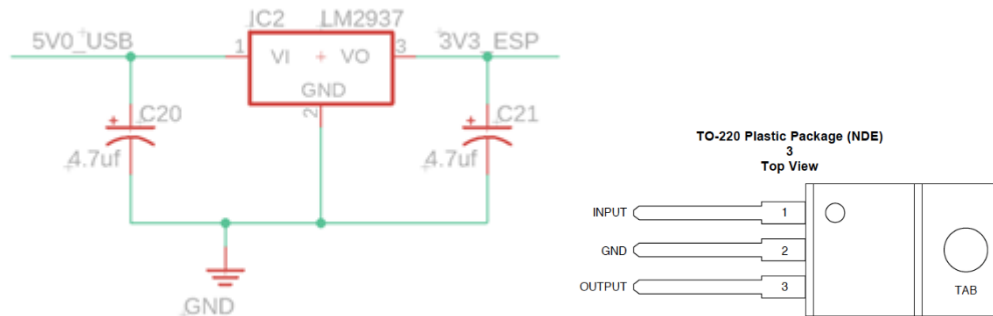 IC2 LM2937
5V0_USB
1
VI
VO
3
3V3_ESP
GND
2
C20
4.7uf
C21
4.7uf
GND
TO-220 Plastic Package (NDE)
3
Top View
INPUT
1
GND
2
OUTPUT
3
TAB